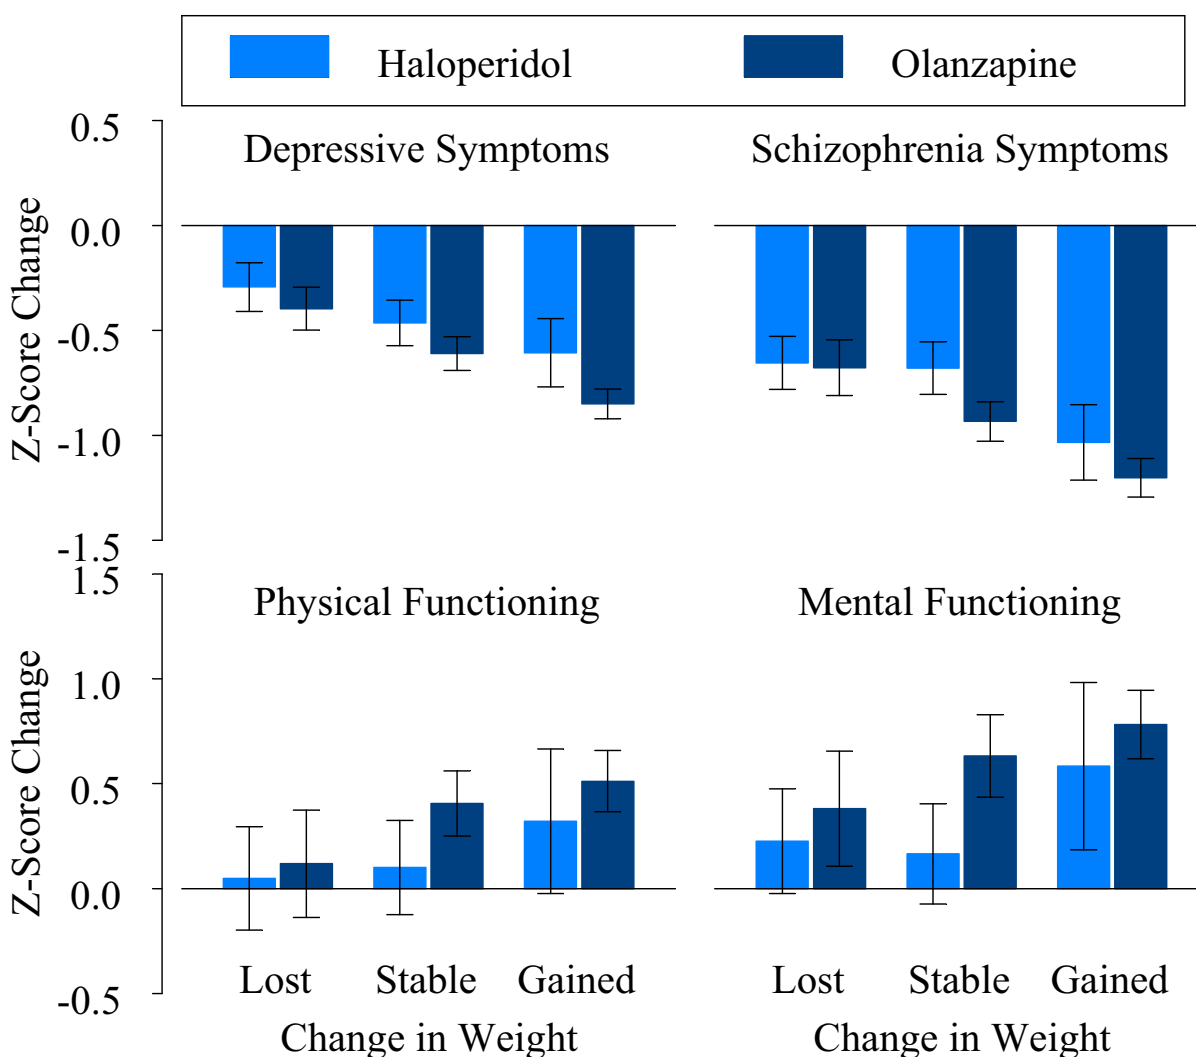 Haloperidol Olanzapine
0.5
Depressive Symptoms Schizophrenia Symptoms
0.0
-0.5
-1.0
-1.5
Z-Score Change
1.5
Physical Functioning Mental Functioning
1.0
0.5
0.0
-0.5
Z-Score Change
Lost Stable Gained Lost Stable Gained
Change in Weight Change in Weight